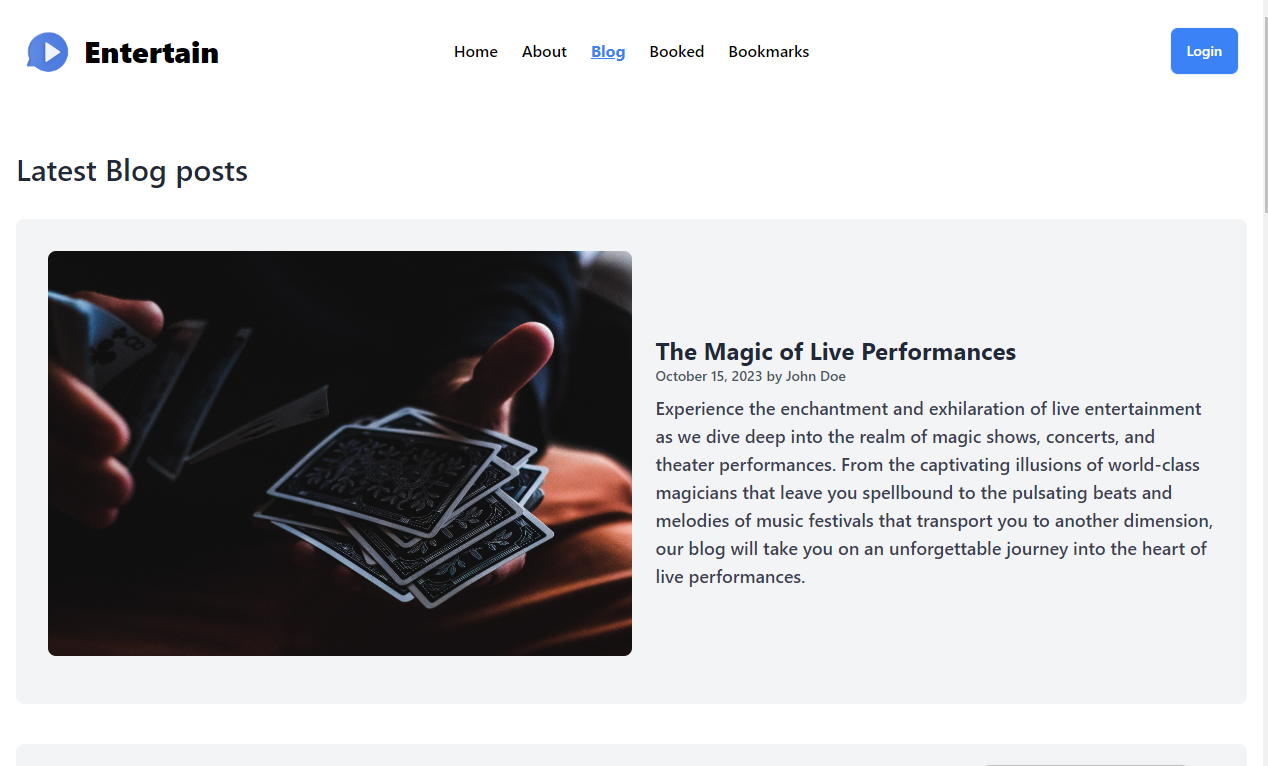 Entertain
Home About Blog Booked Bookmarks
Login
Latest Blog posts
The Magic of Live Performances
October 15, 2023 by John Doe
Experience the enchantment and exhilaration of live entertainment
as we dive deep into the realm of magic shows, concerts, and
theater performances. From the captivating illusions of world-class
magicians that leave you spellbound to the pulsating beats and
melodies of music festivals that transport you to another dimension,
our blog will take you on an unforgettable journey into the heart of
live performances.
8